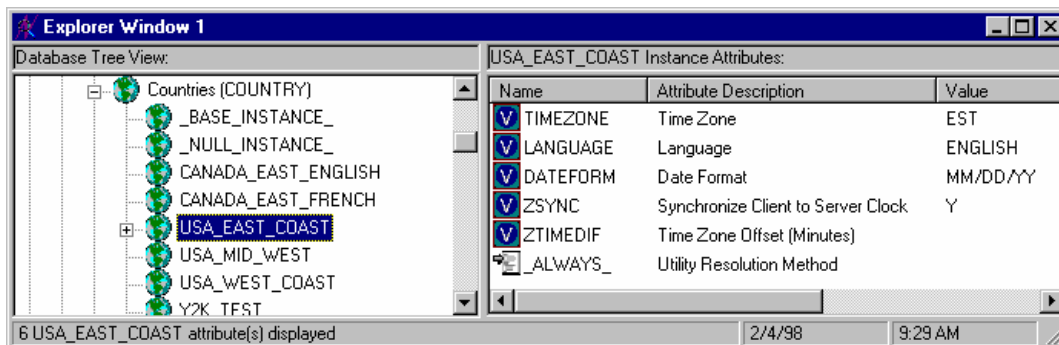 Explorer Window 1
Database Tree View:
USA_EAST_COAST Instance Attributes:
Countries (COUNTRY)
_BASE_INSTANCE_
_NULL_INSTANCE_
CANADA_EAST_ENGLISH
CANADA_EAST_FRENCH
USA_EAST_COAST
USA_MID_WEST
USA_WEST_COAST
Y2K_TEST
Name Attribute Description Value
V TIMEZONE Time Zone EST
V LANGUAGE Language ENGLISH
V DATEFORM Date Format MM/DD/YY
V ZSYNC Synchronize Client to Server Clock Y
V ZTIMEDIF Time Zone Offset (Minutes)
_ALWAYS_ Utility Resolution Method
6 USA_EAST_COAST attribute(s) displayed 2/4/98 9:29 AM